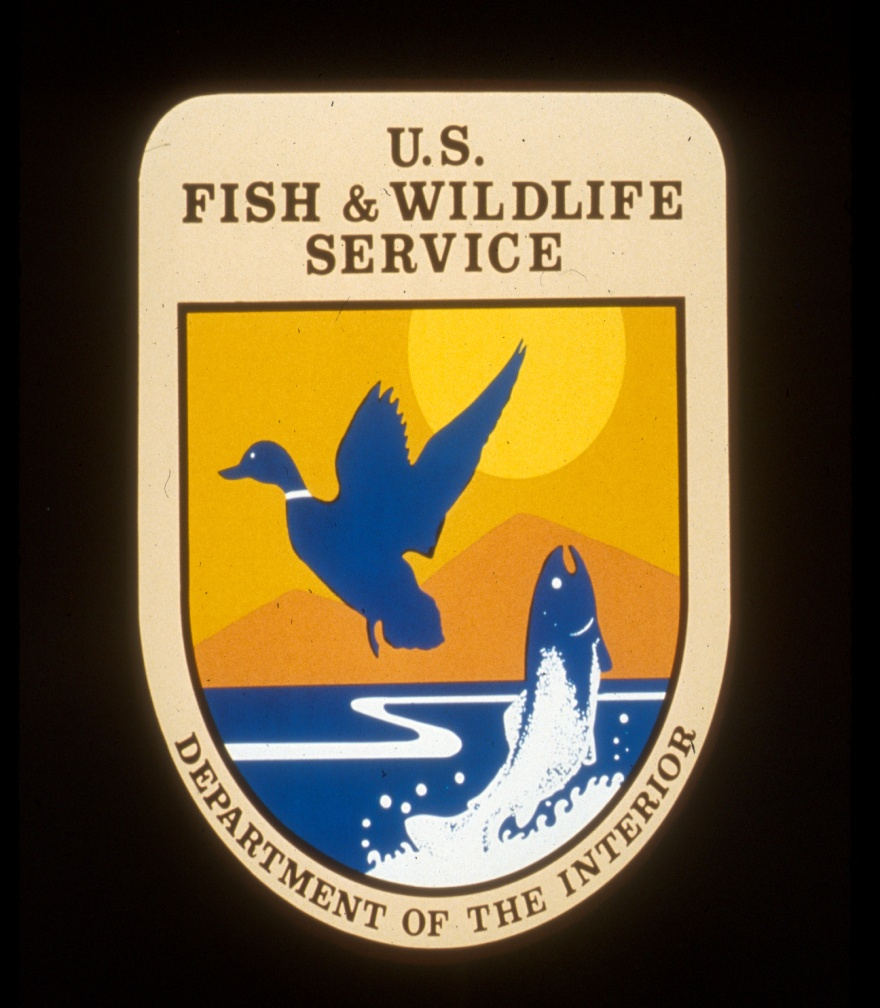 U.S.
FISH & WILDLIFE
SERVICE
DEPARTMENT OF THE INTERIOR